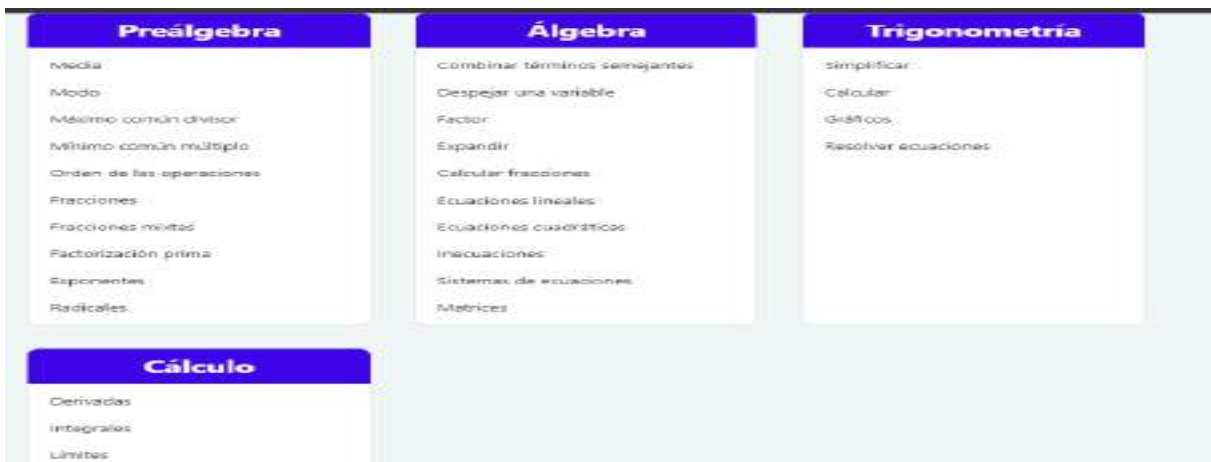 Preálgebra
Media
Modo
Máximo común divisor
Mínimo común múltiplo
Orden de las operaciones
Fracciones
Fracciones mixtas
Factorización prima
Exponentes
Radicales
Álgebra
Combinar términos semejantes
Despejar una variable
Factor
Expandir
Calcular fracciones
Ecuaciones lineales
Ecuaciones cuadráticas
Inecuaciones
Sistemas de ecuaciones
Matrices
Trigonometría
Simplificar
Calcular
Gráficos
Resolver ecuaciones
Cálculo
Derivadas
Integrales
Límites